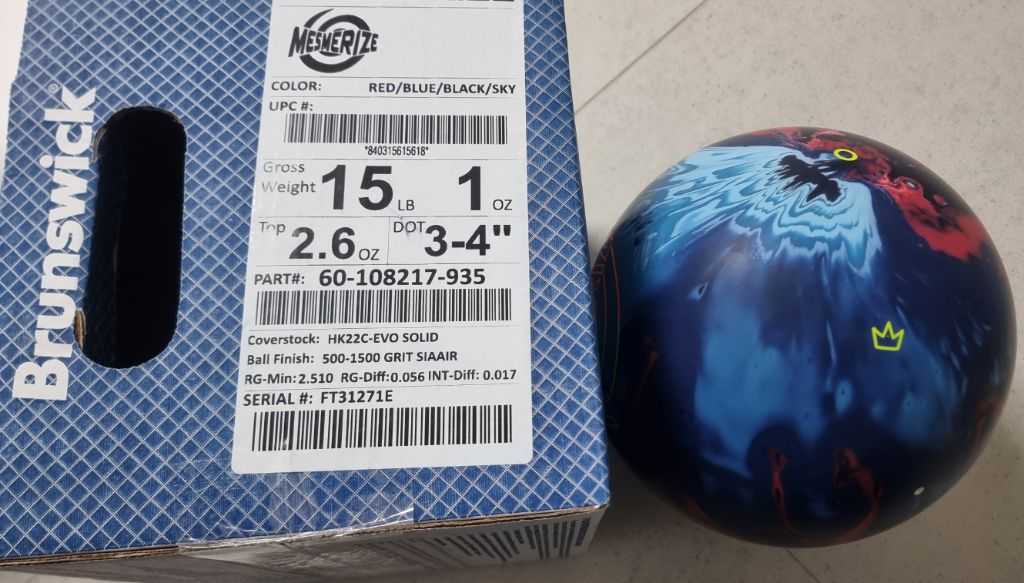 Brunswick
MESMERIZE
COLOR: RED/BLUE/BLACK/SKY
UPC #:
*840315615618*
Gross Weight 15 LB 1 OZ
Top 2.6 OZ DOT 3-4"
PART#: 60-108217-935
Coverstock: HK22C-EVO SOLID
Ball Finish: 500-1500 GRIT SIAAIR
RG-Min: 2.510 RG-Diff: 0.056 INT-Diff: 0.017
SERIAL #: FT31271E